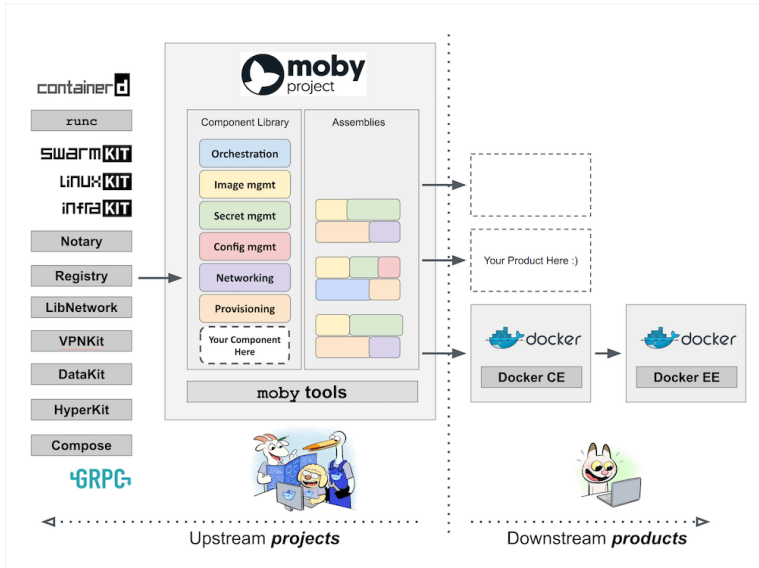 containerd
runc
swarmKIT
LinuxKIT
infraKIT
Notary
Registry
LibNetwork
VPNKit
DataKit
HyperKit
Compose
GRPC
moby
project
Component Library
Orchestration
Image mgmt
Secret mgmt
Config mgmt
Networking
Provisioning
Your Component
Here
Assemblies
moby tools
Your Product Here :)
docker
Docker CE
docker
Docker EE
Upstream projects
Downstream products